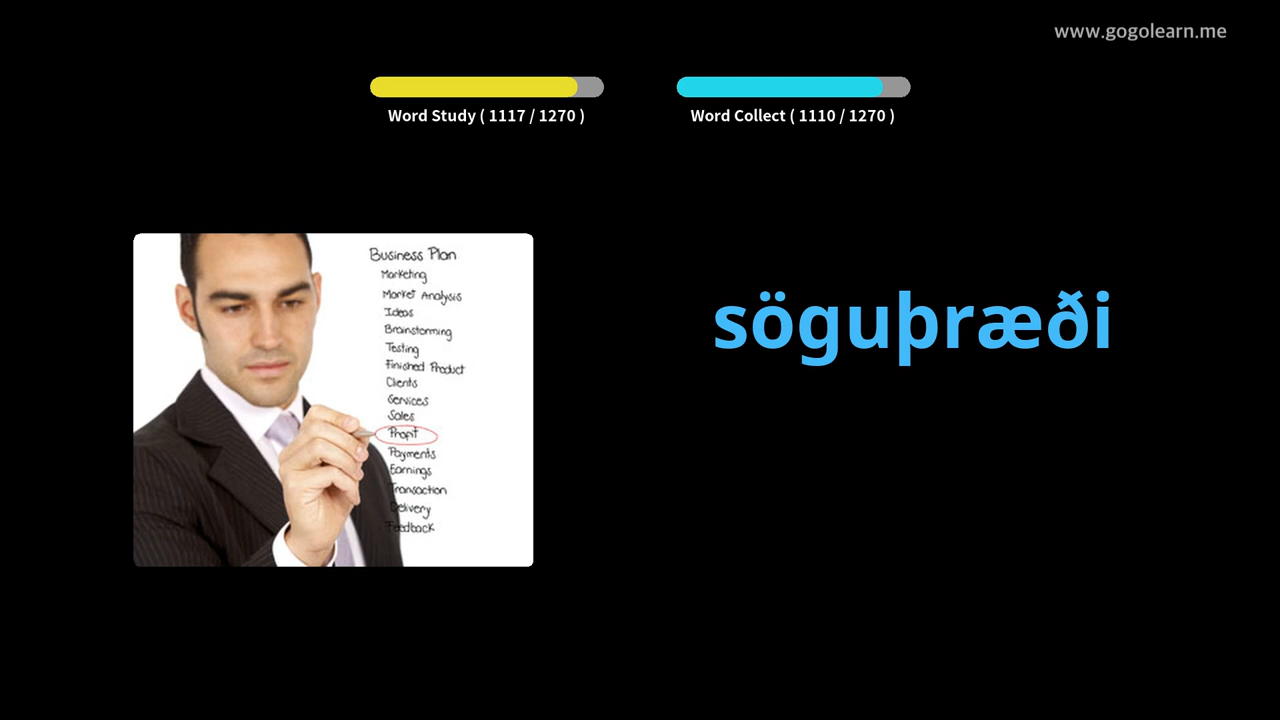 www.gogolearn.me
Word Study ( 1117 / 1270 )
Word Collect ( 1110 / 1270 )
Business Plan
Marketing
Market Analysis
Ideas
Brainstorming
Testing
Finished Product
Clients
Services
Sales
Profit
Payments
Earnings
Transaction
Delivery
Feedback
söguþræði